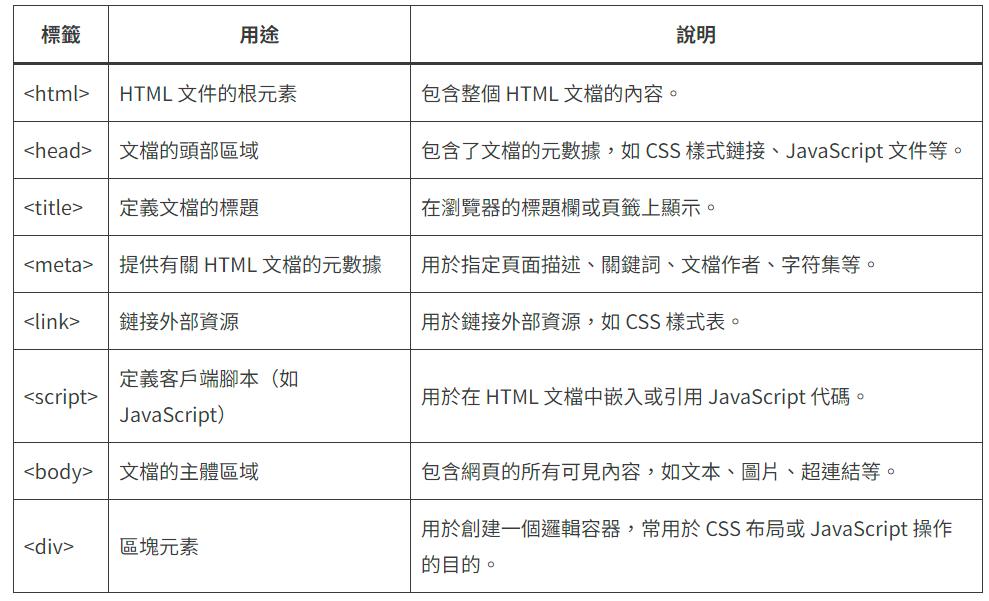 標籤 用途 說明
<html> HTML 文件的根元素 包含整個 HTML 文檔的內容。
<head> 文檔的頭部區域 包含了文檔的元數據，如 CSS 樣式鏈接、JavaScript 文件等。
<title> 定義文檔的標題 在瀏覽器的標題欄或頁籤上顯示。
<meta> 提供有關 HTML 文檔的元數據 用於指定頁面描述、關鍵詞、文檔作者、字符集等。
<link> 鏈接外部資源 用於鏈接外部資源，如 CSS 樣式表。
<script> 定義客戶端腳本（如
JavaScript） 用於在 HTML 文檔中嵌入或引用 JavaScript 代碼。
<body> 文檔的主體區域 包含網頁的所有可見內容，如文本、圖片、超連結等。
<div> 區塊元素 用於創建一個邏輯容器，常用於 CSS 布局或 JavaScript 操作
的目的。